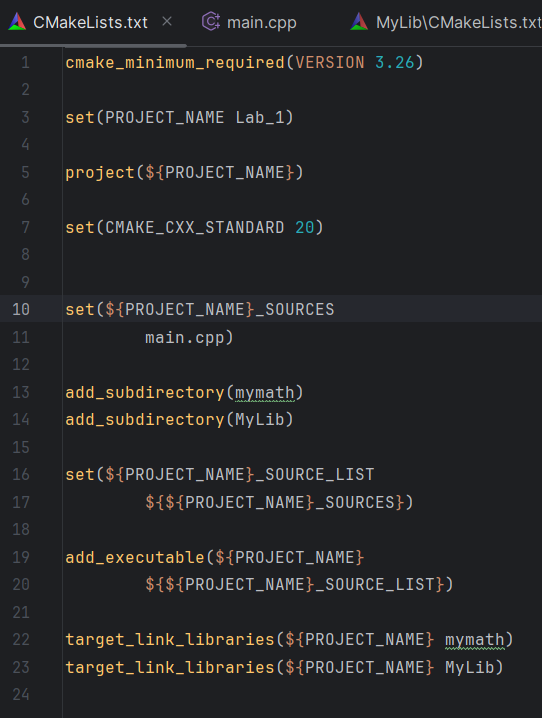 CMakeLists.txt × main.cpp MyLib\CMakeLists.txt
1 cmake_minimum_required(VERSION 3.26)
2
3 set(PROJECT_NAME Lab_1)
4
5 project(${PROJECT_NAME})
6
7 set(CMAKE_CXX_STANDARD 20)
8
9
10 set(${PROJECT_NAME}_SOURCES
11         main.cpp)
12
13 add_subdirectory(mymath)
14 add_subdirectory(MyLib)
15
16 set(${PROJECT_NAME}_SOURCE_LIST
17         ${${PROJECT_NAME}_SOURCES})
18
19 add_executable(${PROJECT_NAME}
20         ${${PROJECT_NAME}_SOURCE_LIST})
21
22 target_link_libraries(${PROJECT_NAME} mymath)
23 target_link_libraries(${PROJECT_NAME} MyLib)
24